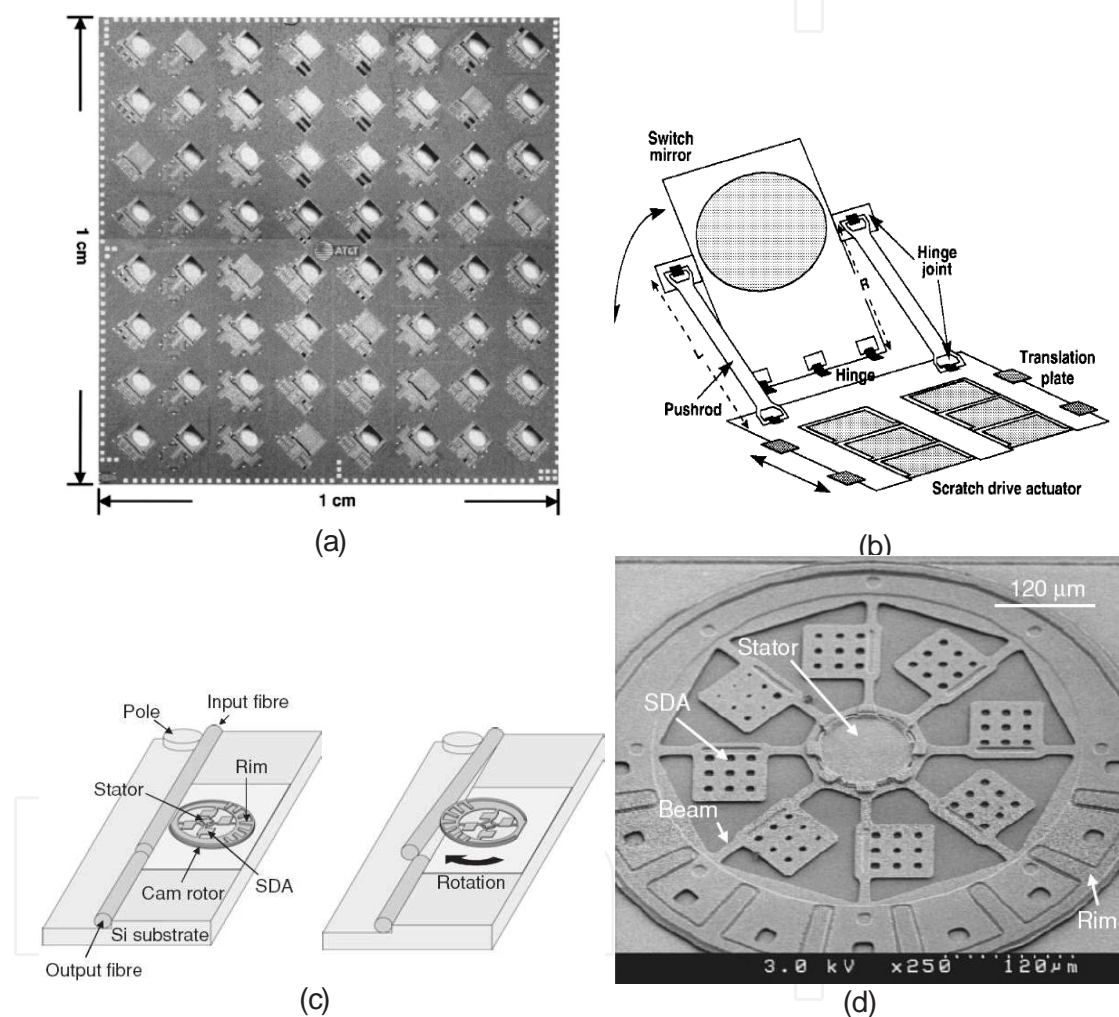 1 cm
AT&T
1 cm
(a)
Switch
mirror
Hinge
joint
R
L
Translation
plate
Hinge
Pushrod
Scratch drive actuator
(b)
Input fibre
Pole
Rim
Stator
SDA
Cam rotor
Rotation
Si substrate
Output fibre
(c)
120 µm
Stator
SDA
Beam
Rim
3.0 kV x250 120µm
(d)